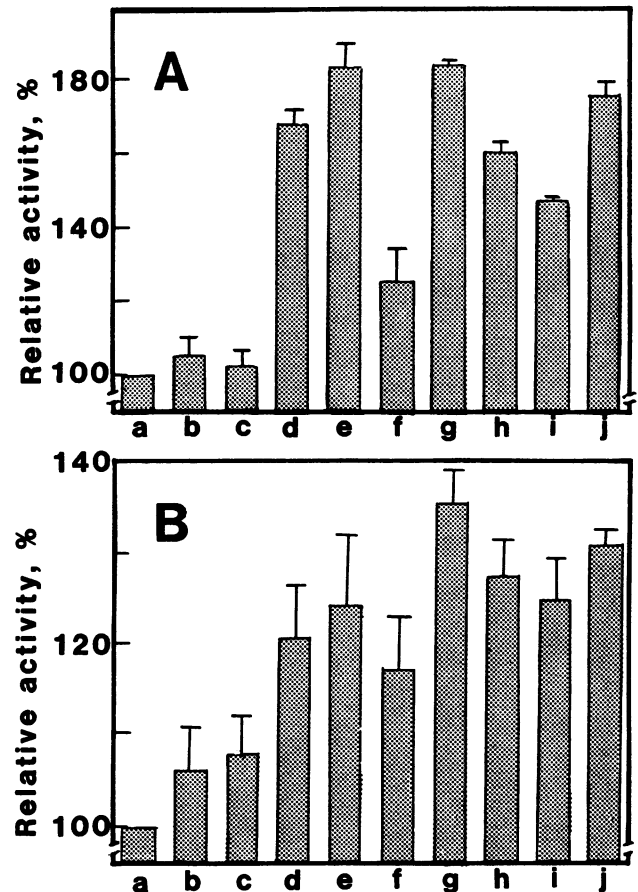 A
Relative activity, %
180
140
100
a b c d e f g h i j
B
Relative activity, %
140
120
100
a b c d e f g h i j